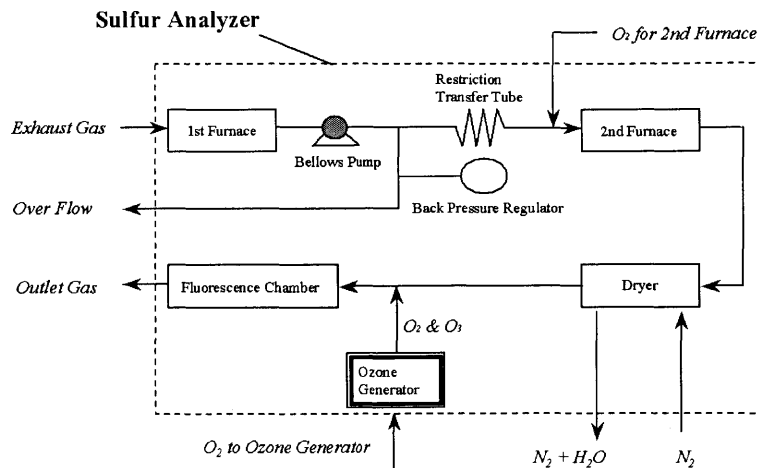 Sulfur Analyzer
O₂ for 2nd Furnace
Restriction
Transfer Tube
Exhaust Gas
1st Furnace
2nd Furnace
Bellows Pump
Over Flow
Back Pressure Regulator
Outlet Gas
Fluorescence Chamber
Dryer
O₂ & O₃
Ozone
Generator
O₂ to Ozone Generator
N₂ + H₂O
N₂